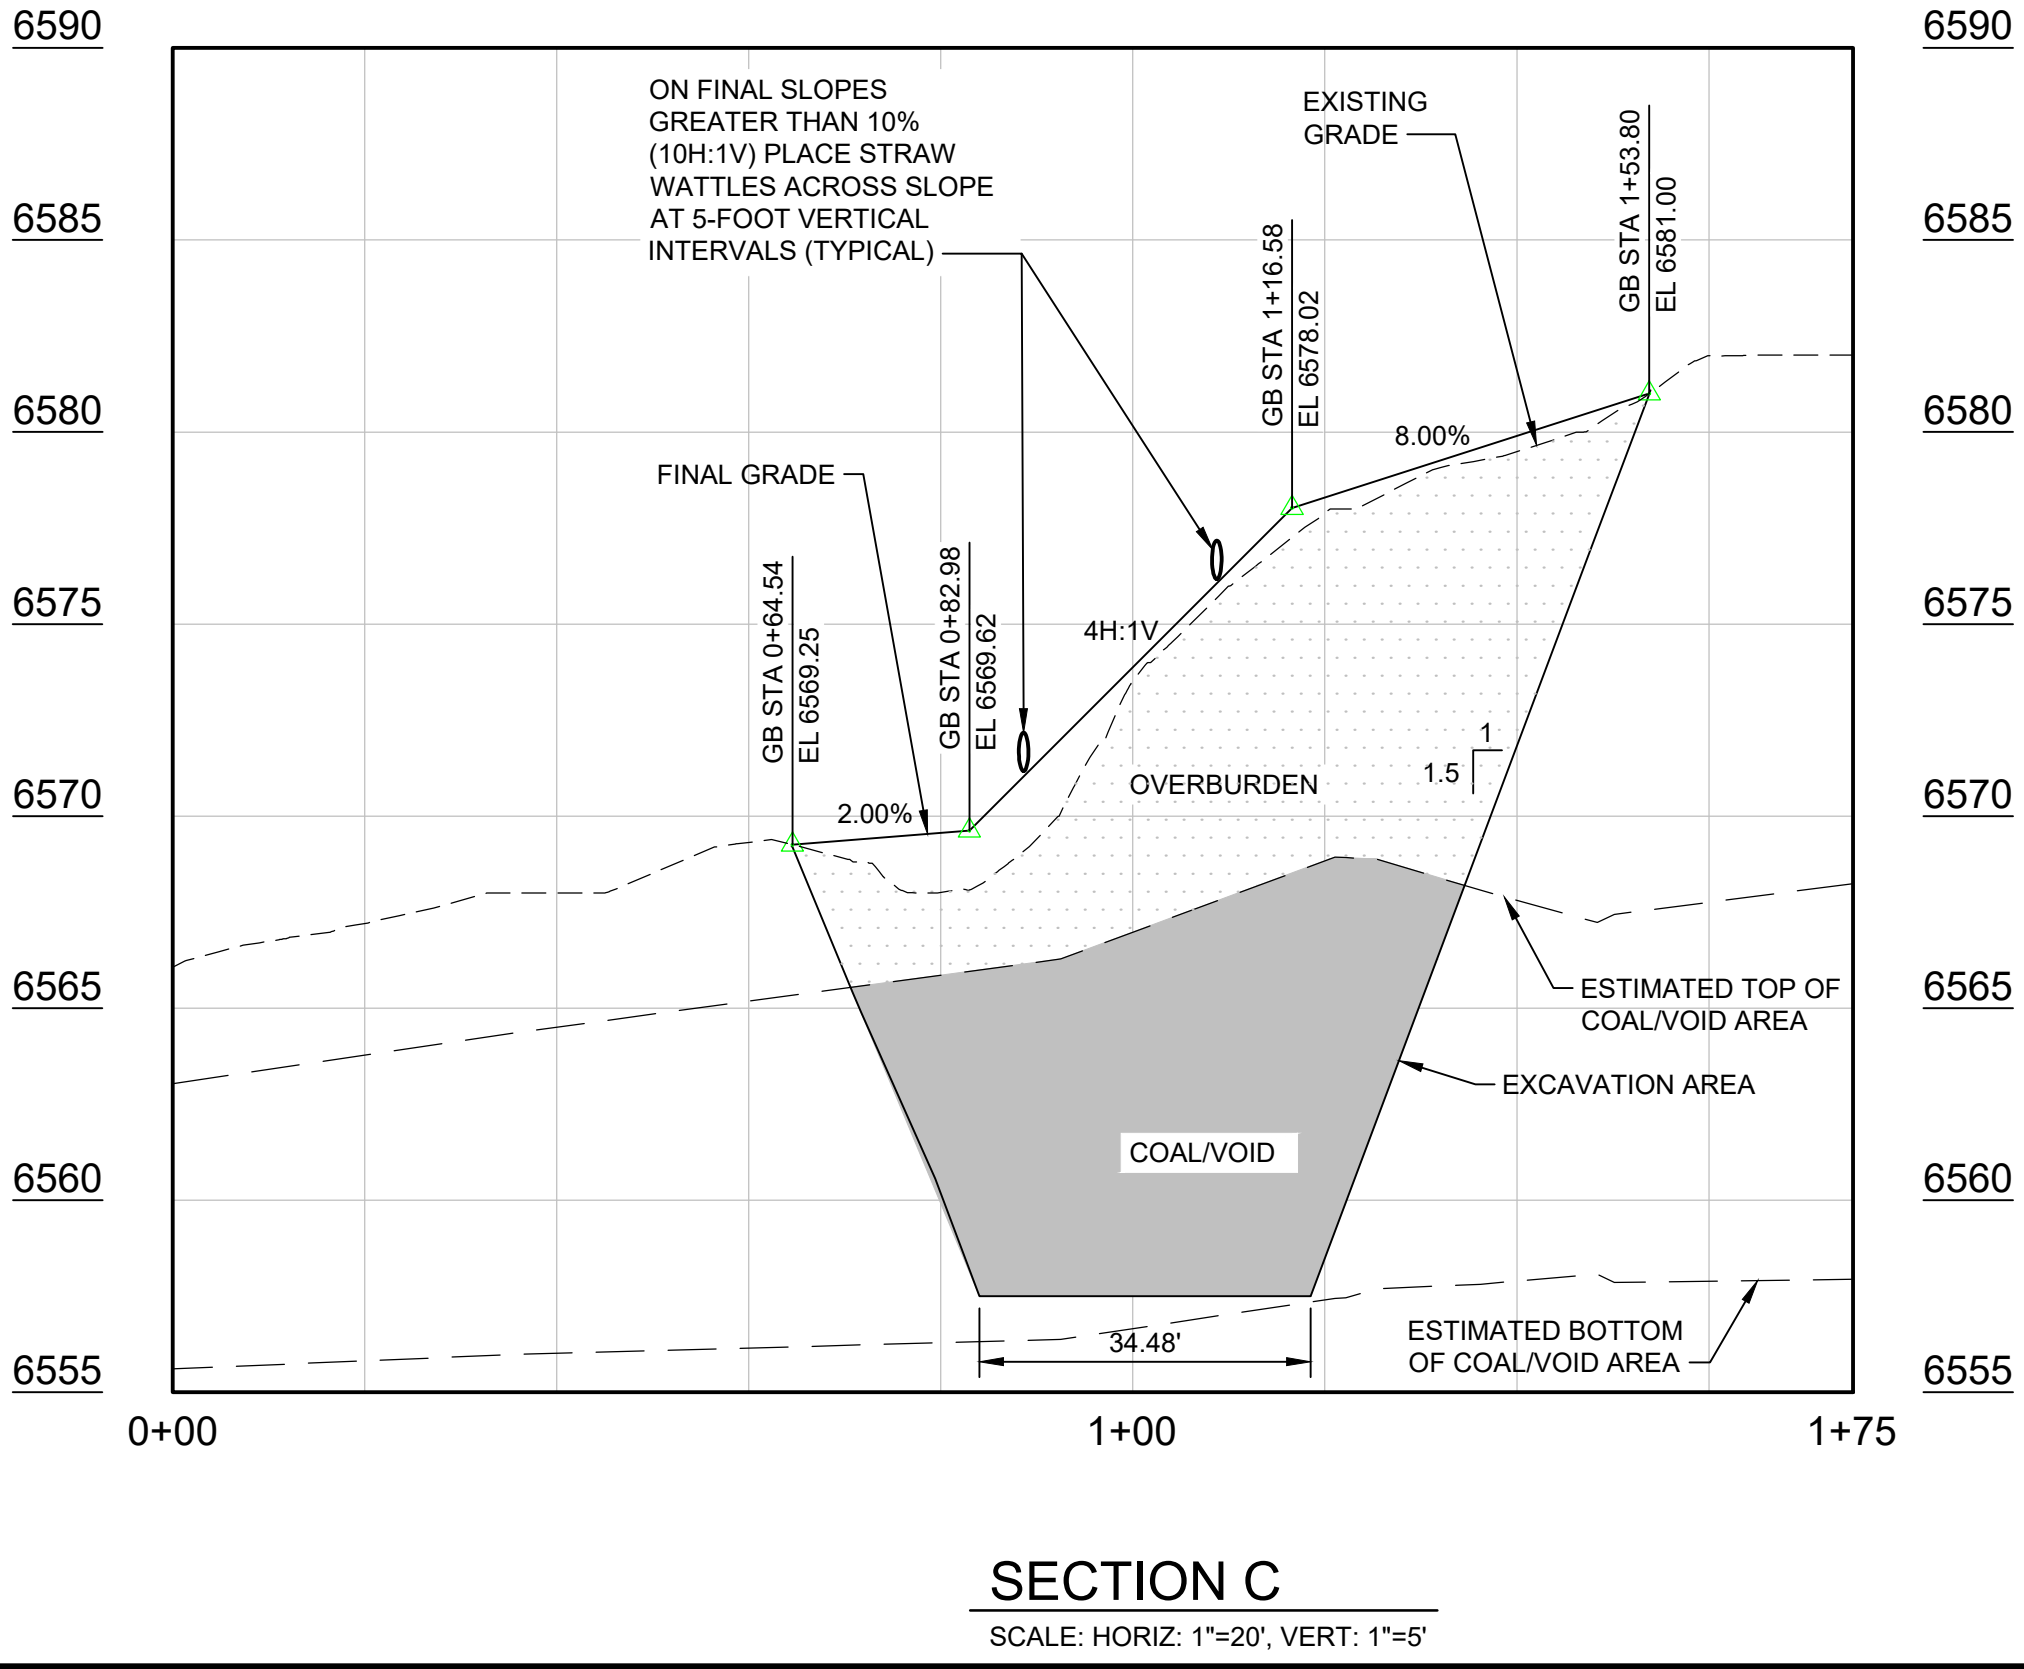 6590
6590
ON FINAL SLOPES
GREATER THAN 10%
(10H:1V) PLACE STRAW
WATTLES ACROSS SLOPE
AT 5-FOOT VERTICAL
INTERVALS (TYPICAL)
EXISTING
GRADE
GB STA 1+53.80
EL 6581.00
6585
6585
GB STA 1+16.58
EL 6578.02
6580
6580
8.00%
FINAL GRADE
GB STA 0+64.54
EL 6569.25
GB STA 0+82.98
EL 6569.62
6575
6575
4H:1V
1
1.5
OVERBURDEN
2.00%
6570
6570
6565
6565
ESTIMATED TOP OF
COAL/VOID AREA
EXCAVATION AREA
COAL/VOID
6560
6560
34.48'
ESTIMATED BOTTOM
OF COAL/VOID AREA
6555
6555
0+00
1+00
1+75
SECTION C
SCALE: HORIZ: 1"=20', VERT: 1"=5'